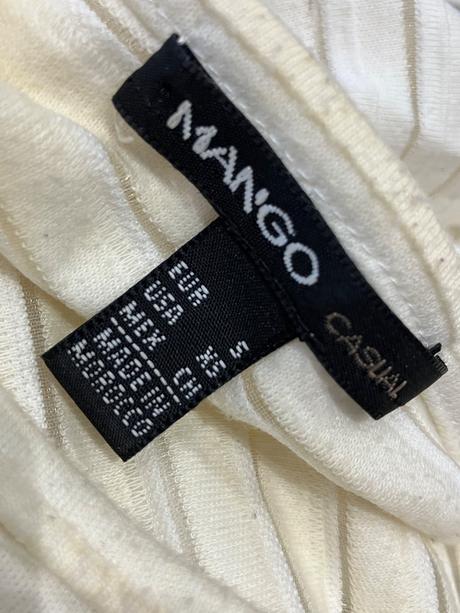 MANGO
CASUAL
EUR S
USA XS
MEX CH
MADE IN
MOROCCO